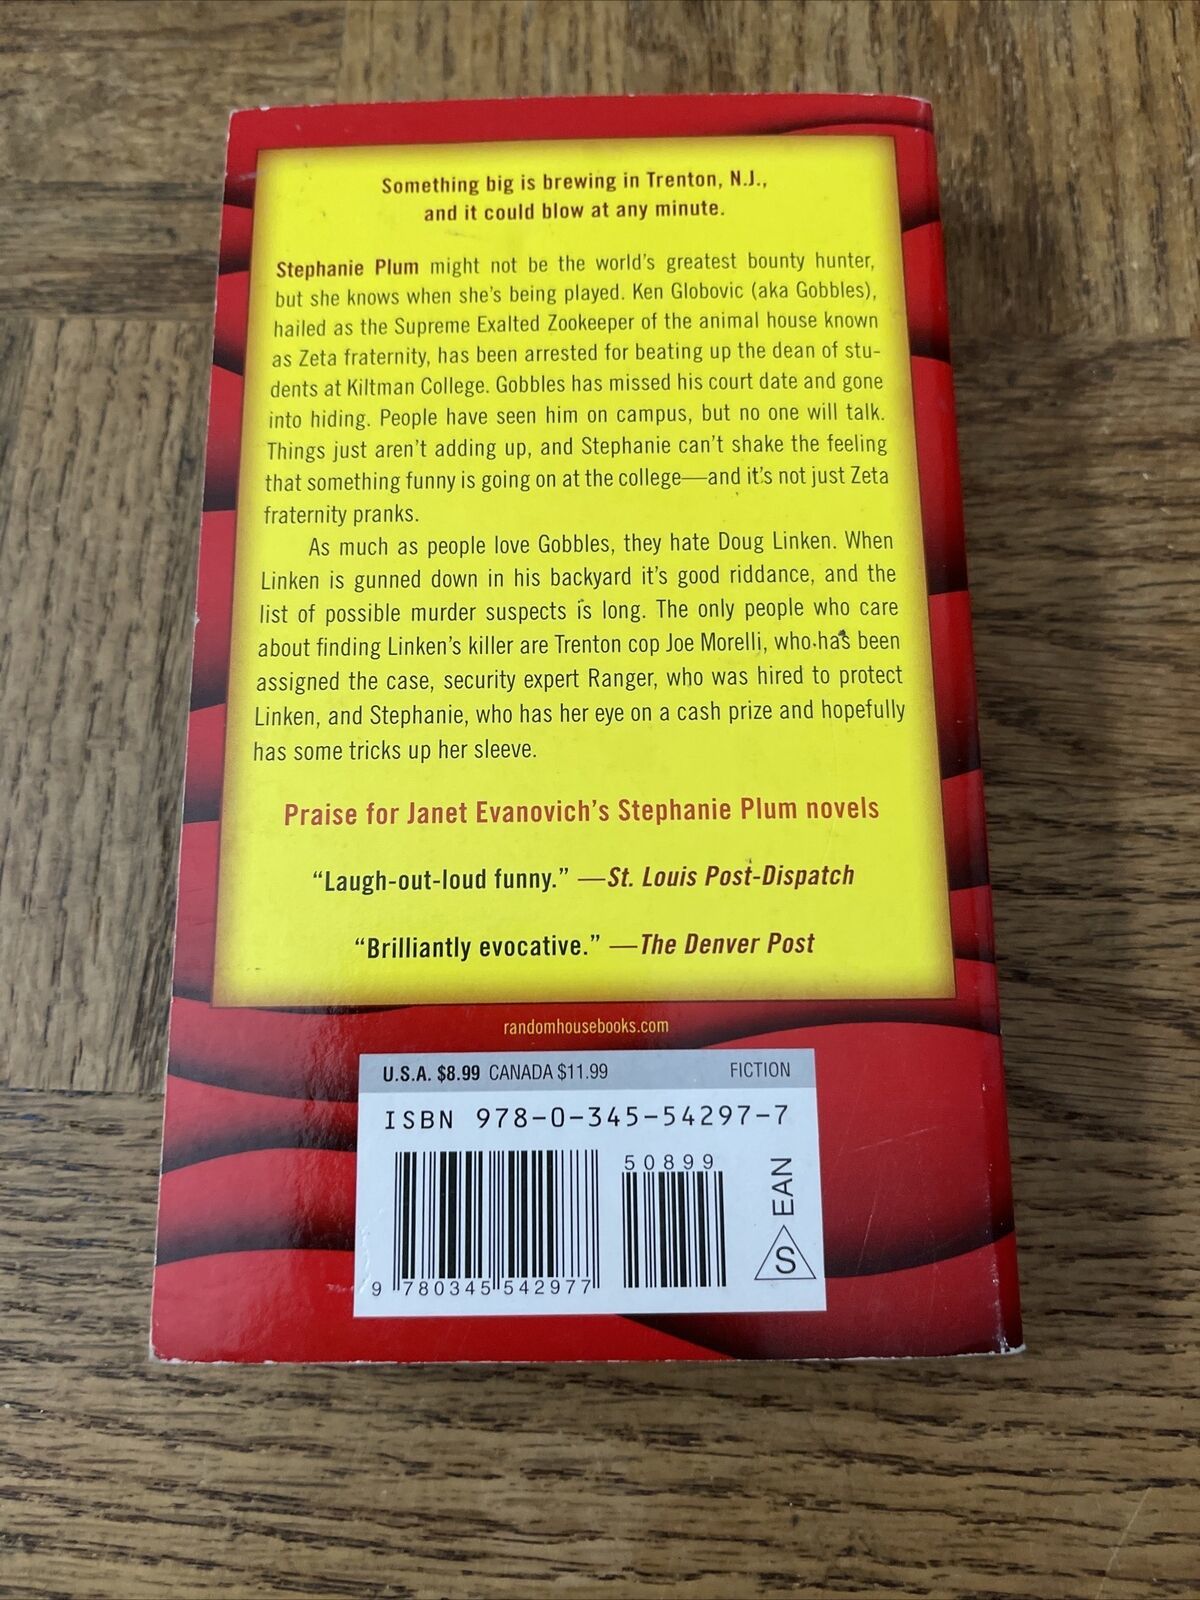 Something big is brewing in Trenton, N.J.,
and it could blow at any minute.
Stephanie Plum might not be the world's greatest bounty hunter,
but she knows when she's being played. Ken Globovic (aka Gobbles),
hailed as the Supreme Exalted Zookeeper of the animal house known
as Zeta fraternity, has been arrested for beating up the dean of stu-
dents at Kiltman College. Gobbles has missed his court date and gone
into hiding. People have seen him on campus, but no one will talk.
Things just aren't adding up, and Stephanie can't shake the feeling
that something funny is going on at the college—and it's not just Zeta
fraternity pranks.
As much as people love Gobbles, they hate Doug Linken. When
Linken is gunned down in his backyard it's good riddance, and the
list of possible murder suspects is long. The only people who care
about finding Linken's killer are Trenton cop Joe Morelli, who has been
assigned the case, security expert Ranger, who was hired to protect
Linken, and Stephanie, who has her eye on a cash prize and hopefully
has some tricks up her sleeve.
Praise for Janet Evanovich's Stephanie Plum novels
“Laugh-out-loud funny.” —St. Louis Post-Dispatch
“Brilliantly evocative.” —The Denver Post
randomhousebooks.com
U.S.A. $8.99 CANADA $11.99 FICTION
ISBN 978-0-345-54297-7
50899
9 780345 542977
EAN
S